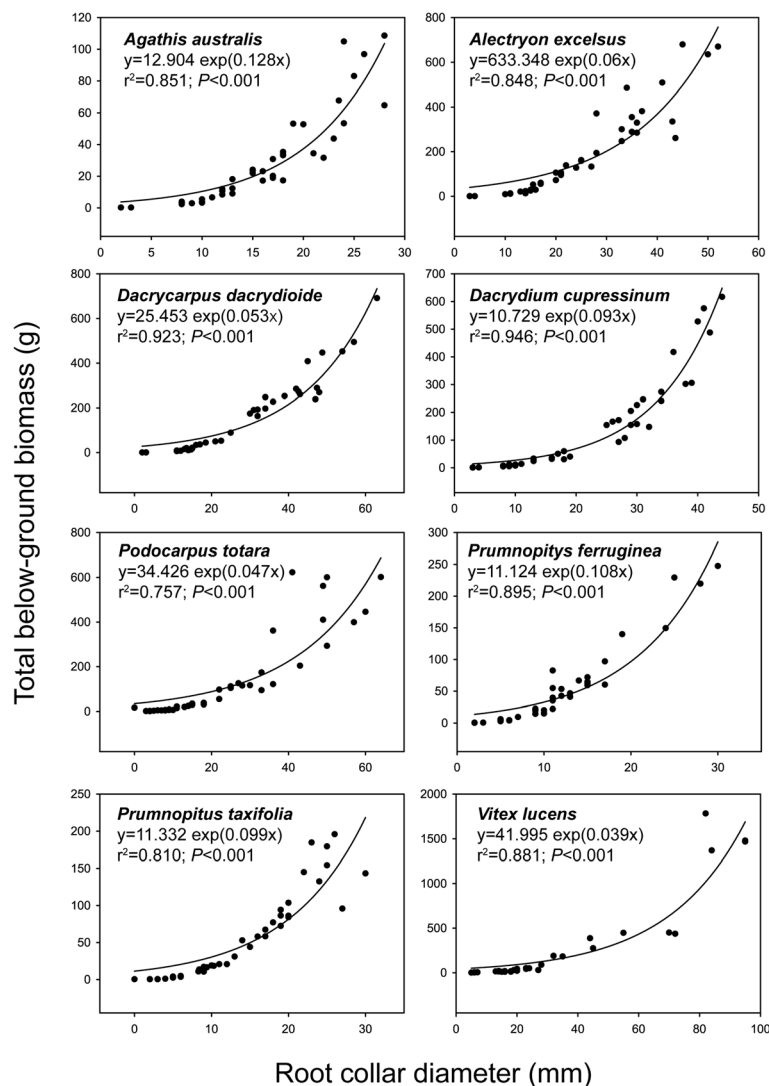 Total below-ground biomass (g)
Agathis australis
y=12.904 exp(0.128x)
r²=0.851; P<0.001
120
100
80
60
40
20
0
0 5 10 15 20 25 30
Alectryon excelsus
y=633.348 exp(0.06x)
r²=0.848; P<0.001
800
600
400
200
0
0 10 20 30 40 50 60
Dacrycarpus dacrydioide
y=25.453 exp(0.053x)
r²=0.923; P<0.001
800
600
400
200
0
0 20 40 60
Dacrydium cupressinum
y=10.729 exp(0.093x)
r²=0.946; P<0.001
700
600
500
400
300
200
100
0
0 10 20 30 40 50
Podocarpus totara
y=34.426 exp(0.047x)
r²=0.757; P<0.001
800
600
400
200
0
0 20 40 60
Prumnopitys ferruginea
y=11.124 exp(0.108x)
r²=0.895; P<0.001
300
250
200
150
100
50
0
0 10 20 30
Prumnopitus taxifolia
y=11.332 exp(0.099x)
r²=0.810; P<0.001
250
200
150
100
50
0
0 10 20 30
Vitex lucens
y=41.995 exp(0.039x)
r²=0.881; P<0.001
2000
1500
1000
500
0
0 20 40 60 80 100
Root collar diameter (mm)